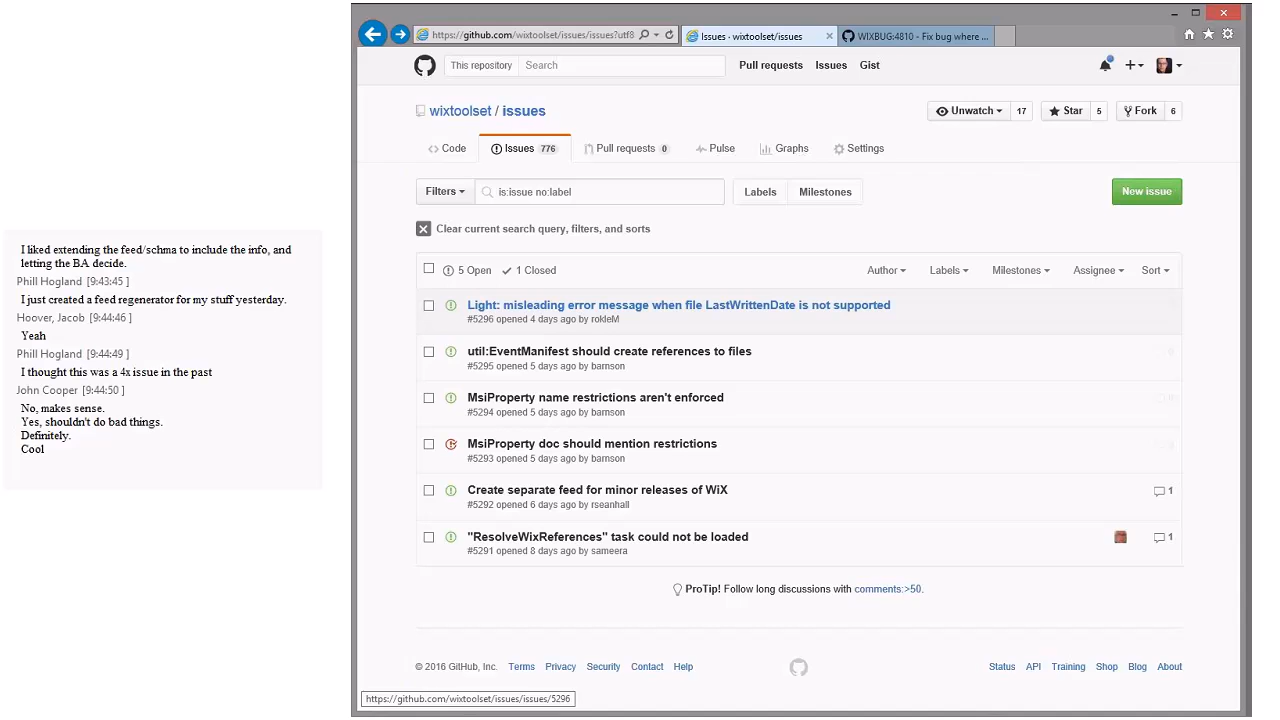 I liked extending the feed/schma to include the info, and
letting the BA decide.
Phill Hogland [9:43:45 ]
I just created a feed regenerator for my stuff yesterday.
Hoover, Jacob [9:44:46 ]
Yeah
Phill Hogland [9:44:49 ]
I thought this was a 4x issue in the past
John Cooper [9:44:50 ]
No, makes sense.
Yes, shouldn't do bad things.
Definitely.
Cool
https://github.com/wixtoolset/issues/issues?utf8
Issues · wixtoolset/issues
WIXBUG:4810 - Fix bug where ...
This repository Search Pull requests Issues Gist
wixtoolset / issues
Unwatch 17 Star 5 Fork 6
Code Issues 776 Pull requests 0 Pulse Graphs Settings
Filters is:issue no:label Labels Milestones New issue
Clear current search query, filters, and sorts
5 Open 1 Closed Author Labels Milestones Assignee Sort
Light: misleading error message when file LastWrittenDate is not supported
#5296 opened 4 days ago by rokleM
util:EventManifest should create references to files
#5295 opened 5 days ago by barnson
MsiProperty name restrictions aren't enforced
#5294 opened 5 days ago by barnson
MsiProperty doc should mention restrictions
#5293 opened 5 days ago by barnson
Create separate feed for minor releases of WiX 1
#5292 opened 6 days ago by rseanhall
"ResolveWixReferences" task could not be loaded 1
#5291 opened 8 days ago by sameera
ProTip! Follow long discussions with comments:>50.
© 2016 GitHub, Inc. Terms Privacy Security Contact Help Status API Training Shop Blog About
https://github.com/wixtoolset/issues/issues/5296